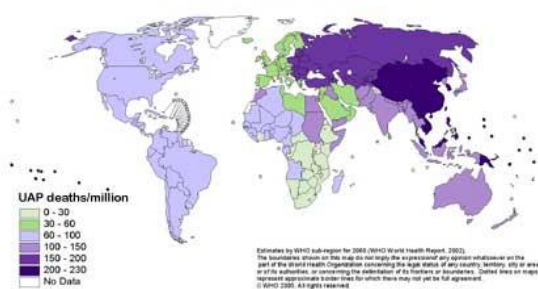 UAP deaths/million
0 - 30
30 - 60
60 - 100
100 - 150
150 - 200
200 - 230
No Data
Estimates by WHO sub-region for 2000 (WHO World Health Report, 2002).
The boundaries shown on this map do not imply the expression of any opinion whatsoever on the
part of the World Health Organization concerning the legal status of any country, territory, city or area
or of its authorities, or concerning the delimitation of its frontiers or boundaries. Dotted lines on maps
represent approximate border lines for which there may not yet be full agreement.
© WHO 2005. All rights reserved.